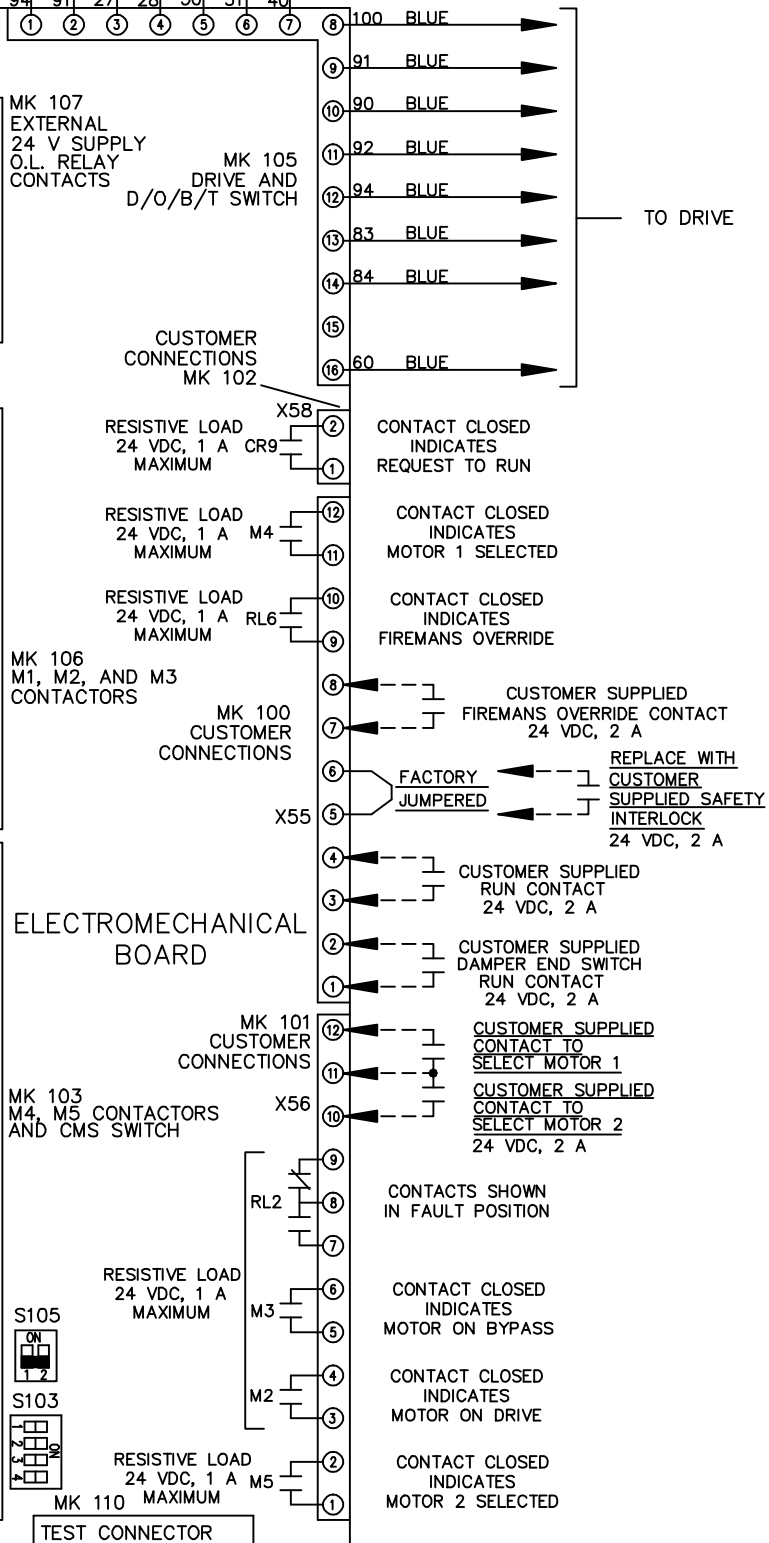 94 91 27 28 30 31 40
1 2 3 4 5 6 7 8 100 BLUE
9 91 BLUE
10 90 BLUE
11 92 BLUE
12 94 BLUE
13 83 BLUE
14 84 BLUE
15
16 60 BLUE
TO DRIVE
MK 107
EXTERNAL
24 V SUPPLY
O.L. RELAY
CONTACTS
MK 105
DRIVE AND
D/O/B/T SWITCH
CUSTOMER
CONNECTIONS
MK 102
X58
RESISTIVE LOAD
24 VDC, 1 A
MAXIMUM
CR9
2
1
CONTACT CLOSED
INDICATES
REQUEST TO RUN
RESISTIVE LOAD
24 VDC, 1 A
MAXIMUM
M4
12
11
CONTACT CLOSED
INDICATES
MOTOR 1 SELECTED
RESISTIVE LOAD
24 VDC, 1 A
MAXIMUM
RL6
10
9
CONTACT CLOSED
INDICATES
FIREMANS OVERRIDE
MK 106
M1, M2, AND M3
CONTACTORS
MK 100
CUSTOMER
CONNECTIONS
8
7
CUSTOMER SUPPLIED
FIREMANS OVERRIDE CONTACT
24 VDC, 2 A
X55
6
5
FACTORY
JUMPERED
REPLACE WITH
CUSTOMER
SUPPLIED SAFETY
INTERLOCK
24 VDC, 2 A
4
3
CUSTOMER SUPPLIED
RUN CONTACT
24 VDC, 2 A
ELECTROMECHANICAL
BOARD
2
1
CUSTOMER SUPPLIED
DAMPER END SWITCH
RUN CONTACT
24 VDC, 2 A
MK 101
CUSTOMER
CONNECTIONS
X56
12
11
10
CUSTOMER SUPPLIED
CONTACT TO
SELECT MOTOR 1
CUSTOMER SUPPLIED
CONTACT TO
SELECT MOTOR 2
24 VDC, 2 A
MK 103
M4, M5 CONTACTORS
AND CMS SWITCH
RL2
9
8
7
CONTACTS SHOWN
IN FAULT POSITION
RESISTIVE LOAD
24 VDC, 1 A
MAXIMUM
M3
6
5
CONTACT CLOSED
INDICATES
MOTOR ON BYPASS
M2
4
3
CONTACT CLOSED
INDICATES
MOTOR ON DRIVE
S105
ON
1 2
S103
1
2
3
4
ON
RESISTIVE LOAD
24 VDC, 1 A
MAXIMUM
M5
2
1
CONTACT CLOSED
INDICATES
MOTOR 2 SELECTED
MK 110
TEST CONNECTOR